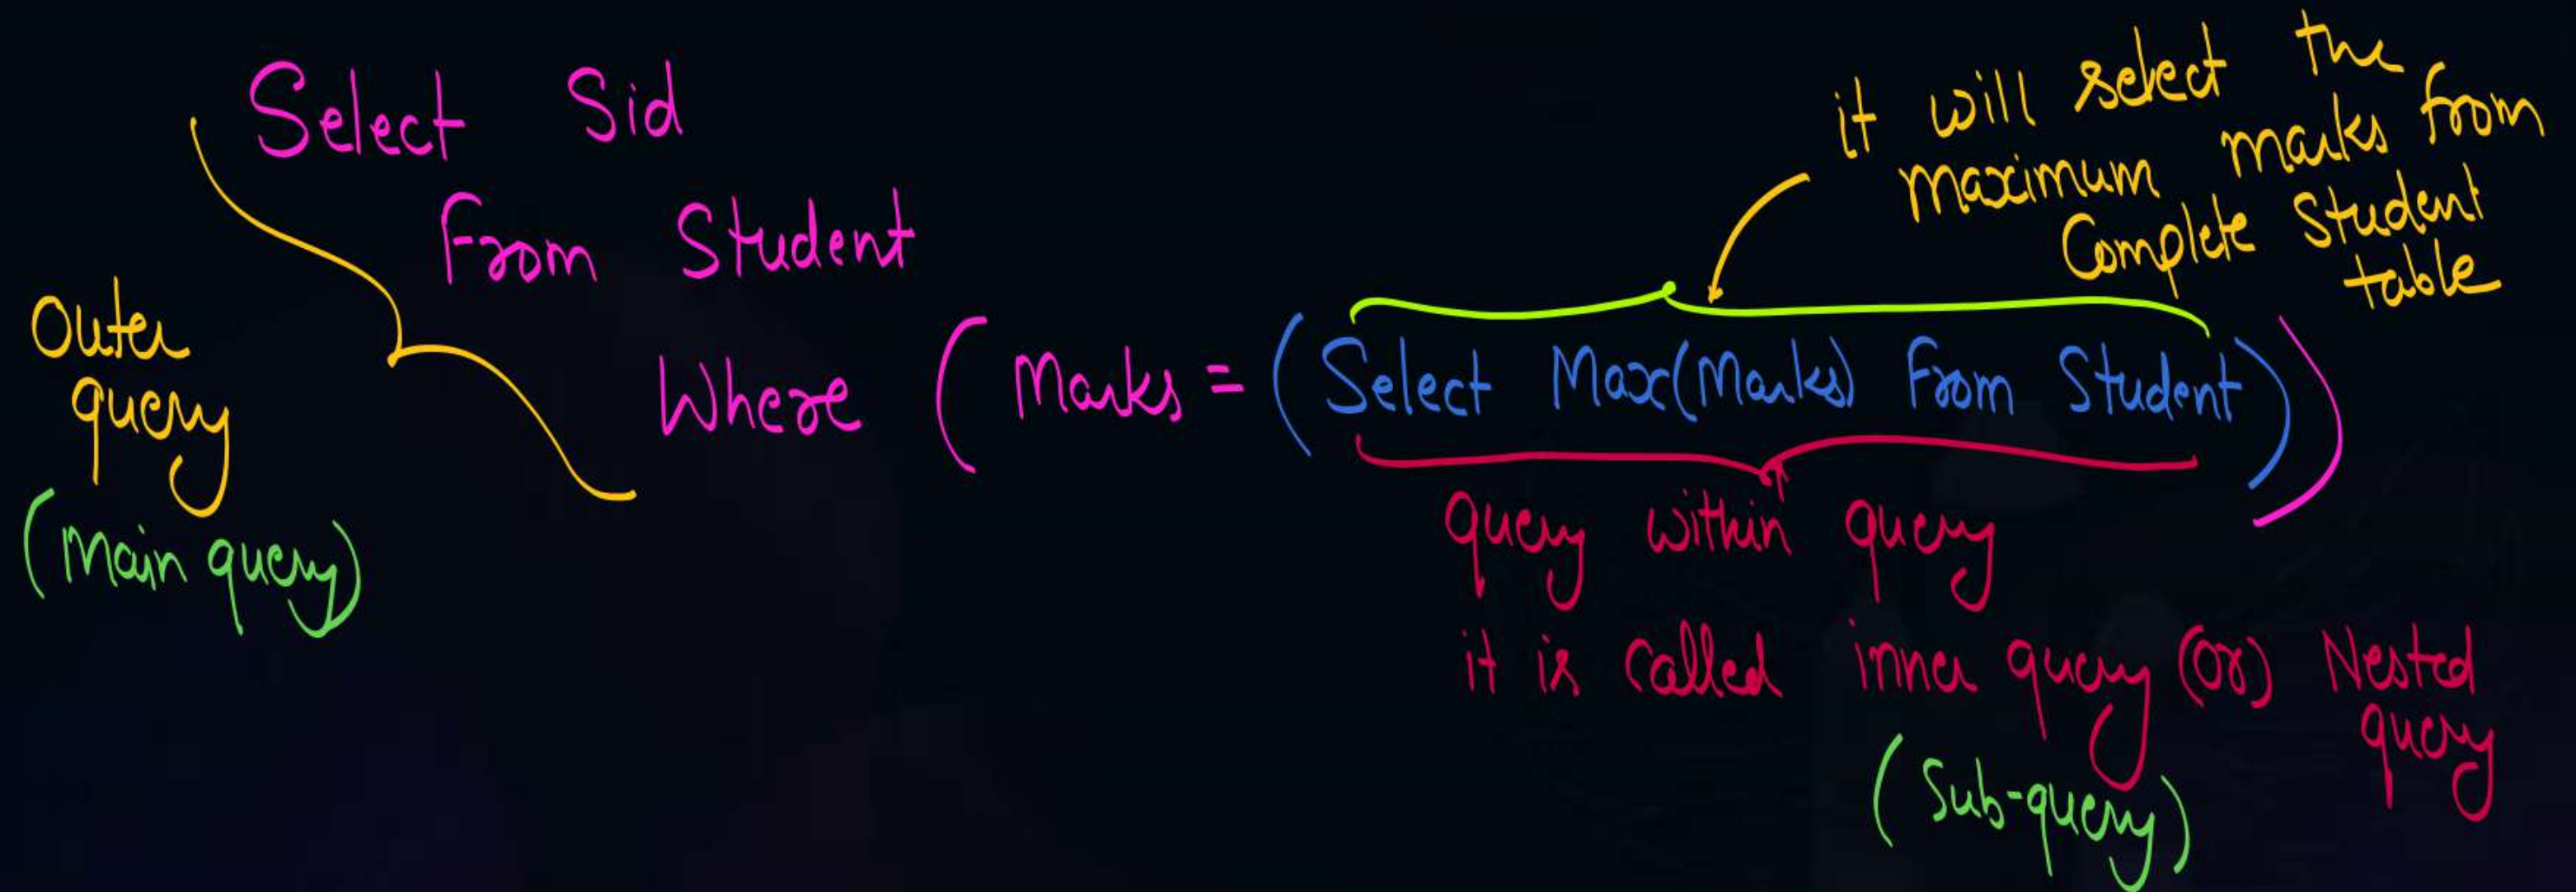 Select Sid
From Student
Where (Marks = (Select Max(Marks) From Student))
it will select the
maximum marks from
Complete Student
table
Outer
query
(Main query)
query within query
it is called inner query (or) Nested
query
(Sub-query)